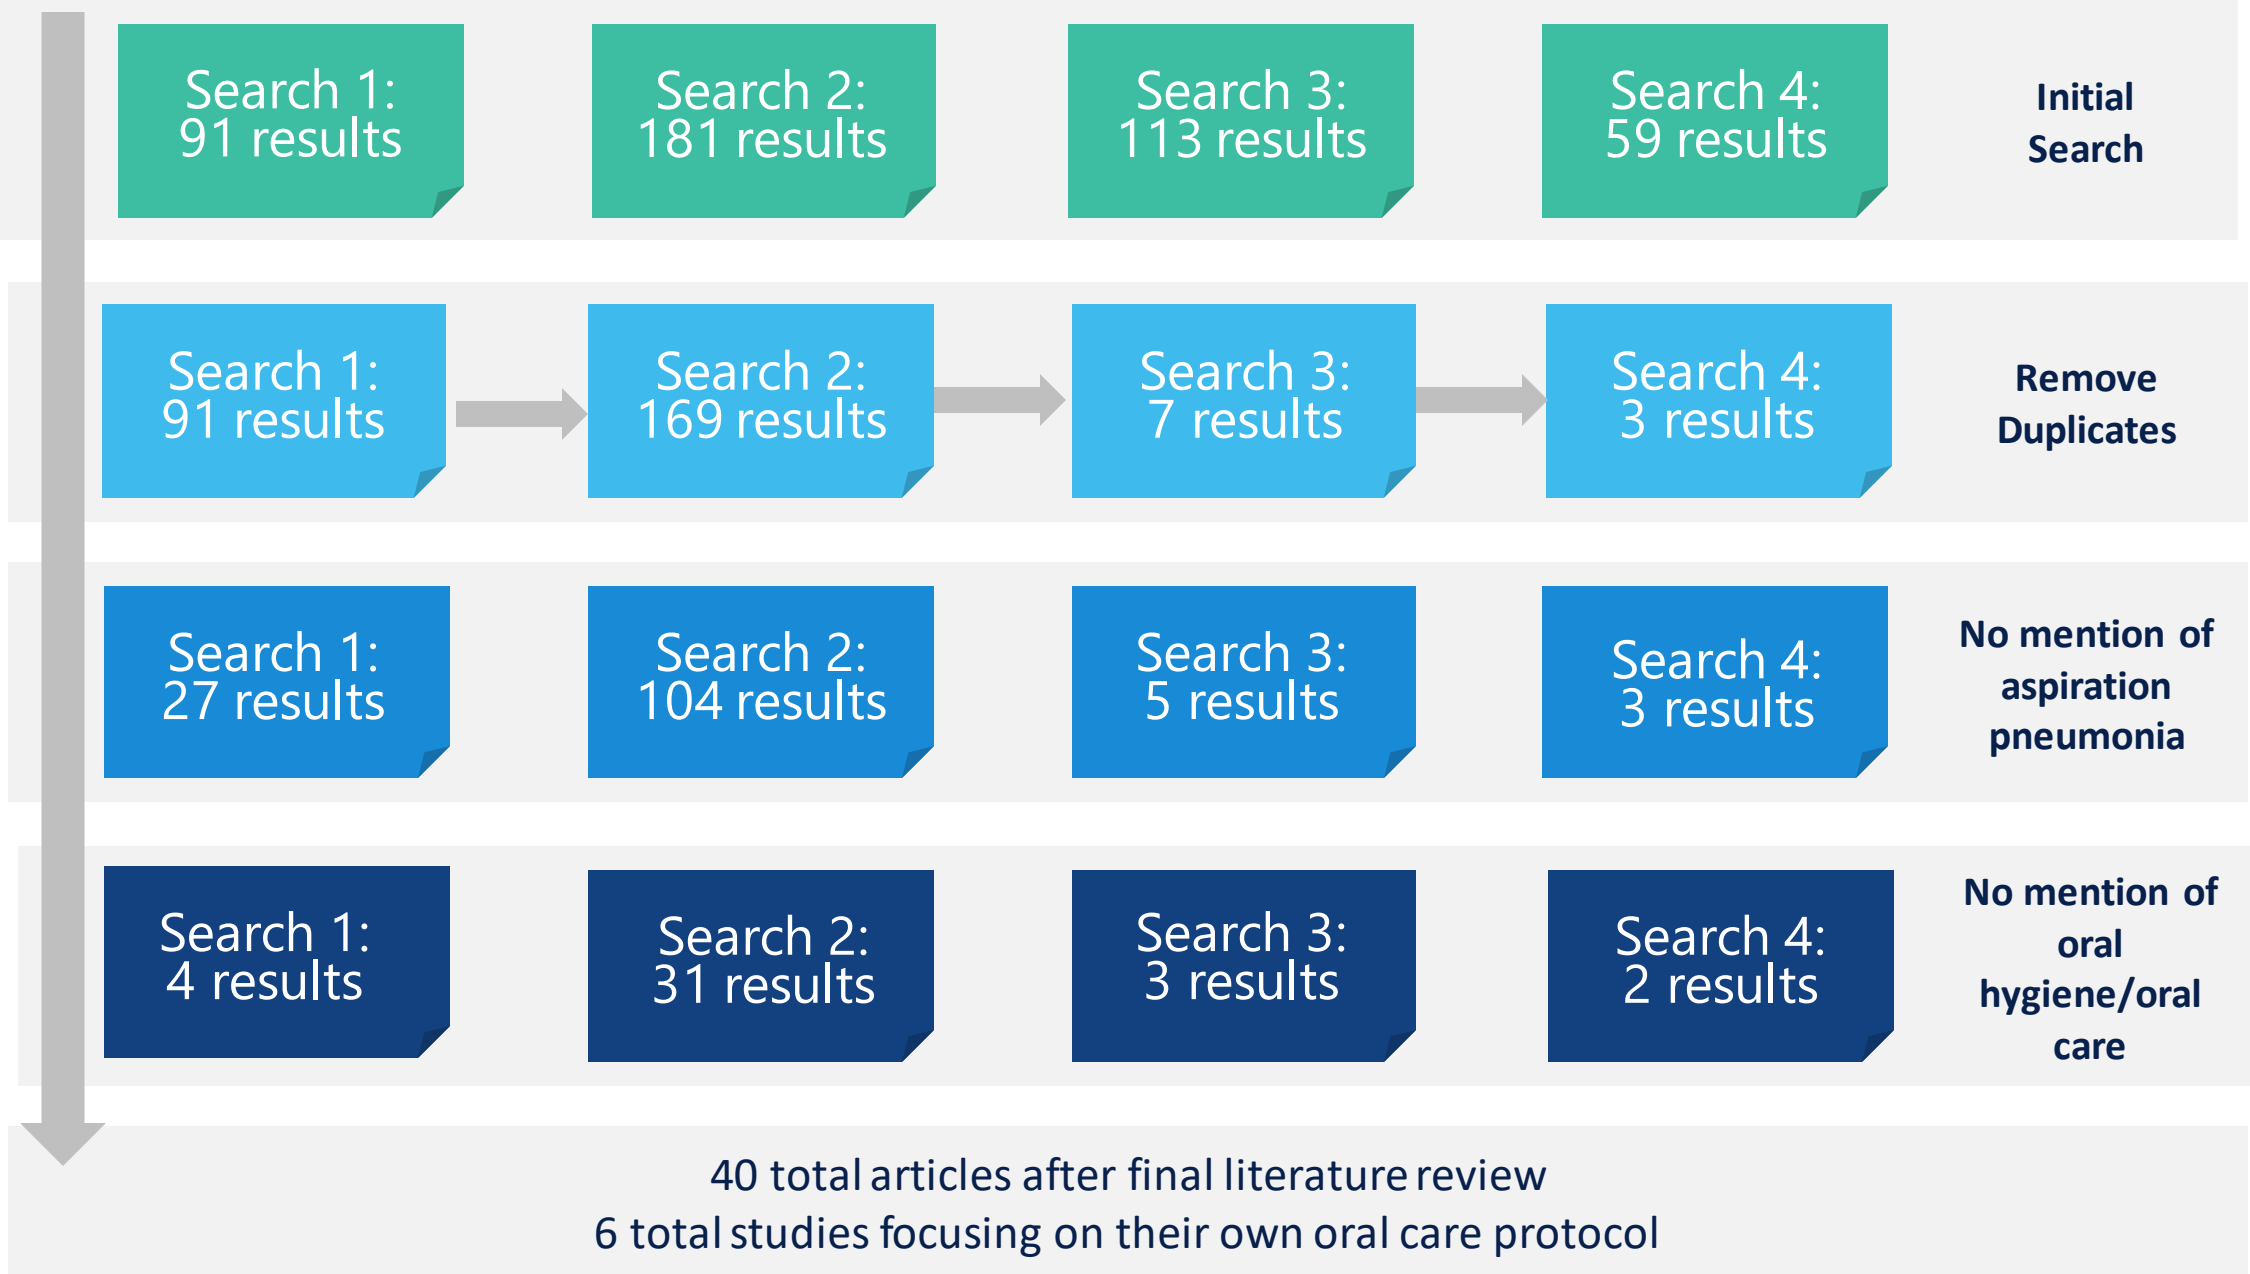 Search 1:
91 results
Search 2:
181 results
Search 3:
113 results
Search 4:
59 results
Initial
Search
Search 1:
91 results
Search 2:
169 results
Search 3:
7 results
Search 4:
3 results
Remove
Duplicates
Search 1:
27 results
Search 2:
104 results
Search 3:
5 results
Search 4:
3 results
No mention of
aspiration
pneumonia
Search 1:
4 results
Search 2:
31 results
Search 3:
3 results
Search 4:
2 results
No mention of
oral
hygiene/oral
care
40 total articles after final literature review
6 total studies focusing on their own oral care protocol